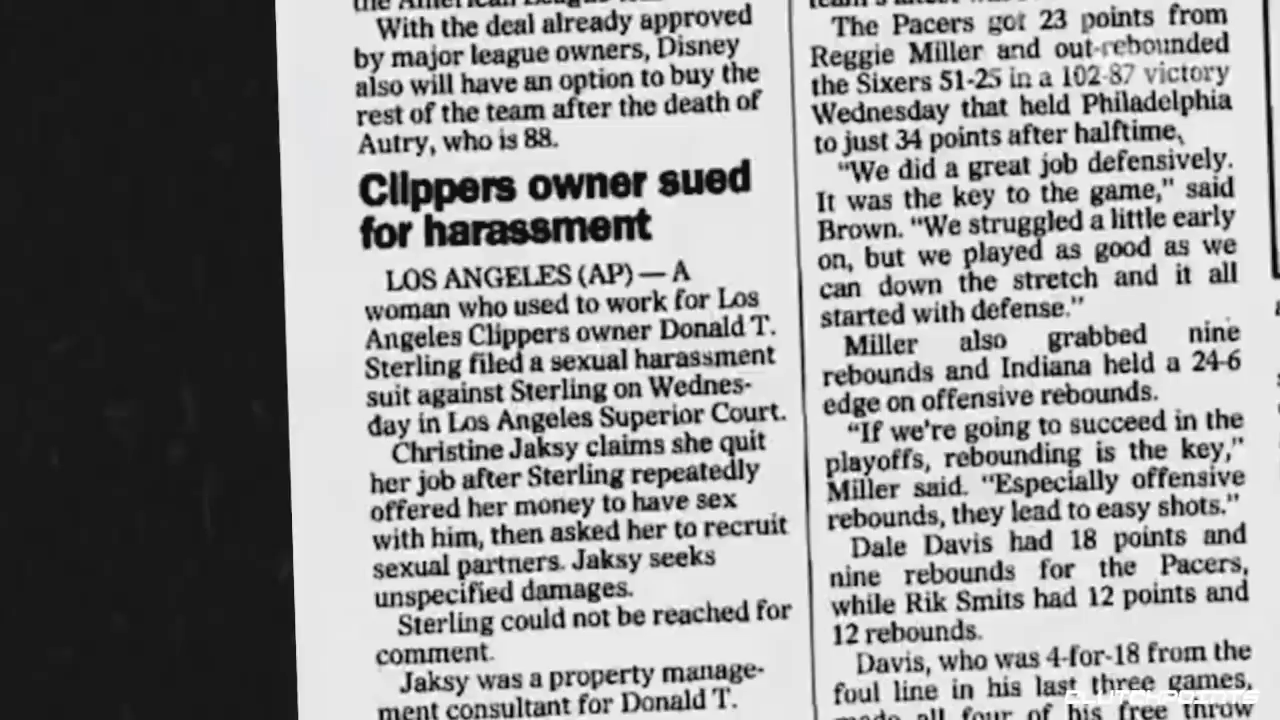 the American League
With the deal already approved
by major league owners, Disney
also will have an option to buy the
rest of the team after the death of
Autry, who is 88.
Clippers owner sued
for harassment
LOS ANGELES (AP) — A
woman who used to work for Los
Angeles Clippers owner Donald T.
Sterling filed a sexual harassment
suit against Sterling on Wednes-
day in Los Angeles Superior Court.
Christine Jaksy claims she quit
her job after Sterling repeatedly
offered her money to have sex
with him, then asked her to recruit
sexual partners. Jaksy seeks
unspecified damages.
Sterling could not be reached for
comment.
Jaksy was a property manage-
ment consultant for Donald T.
The Pacers got 23 points from
Reggie Miller and out-rebounded
the Sixers 51-25 in a 102-87 victory
Wednesday that held Philadelphia
to just 34 points after halftime.
"We did a great job defensively.
It was the key to the game," said
Brown. "We struggled a little early
on, but we played as good as we
can down the stretch and it all
started with defense."
Miller also grabbed nine
rebounds and Indiana held a 24-6
edge on offensive rebounds.
"If we're going to succeed in the
playoffs, rebounding is the key,"
Miller said. "Especially offensive
rebounds, they lead to easy shots."
Dale Davis had 18 points and
nine rebounds for the Pacers,
while Rik Smits had 12 points and
12 rebounds.
Davis, who was 4-for-18 from the
foul line in his last three games,
made all four of his free throw
CLUTCHPOINTS